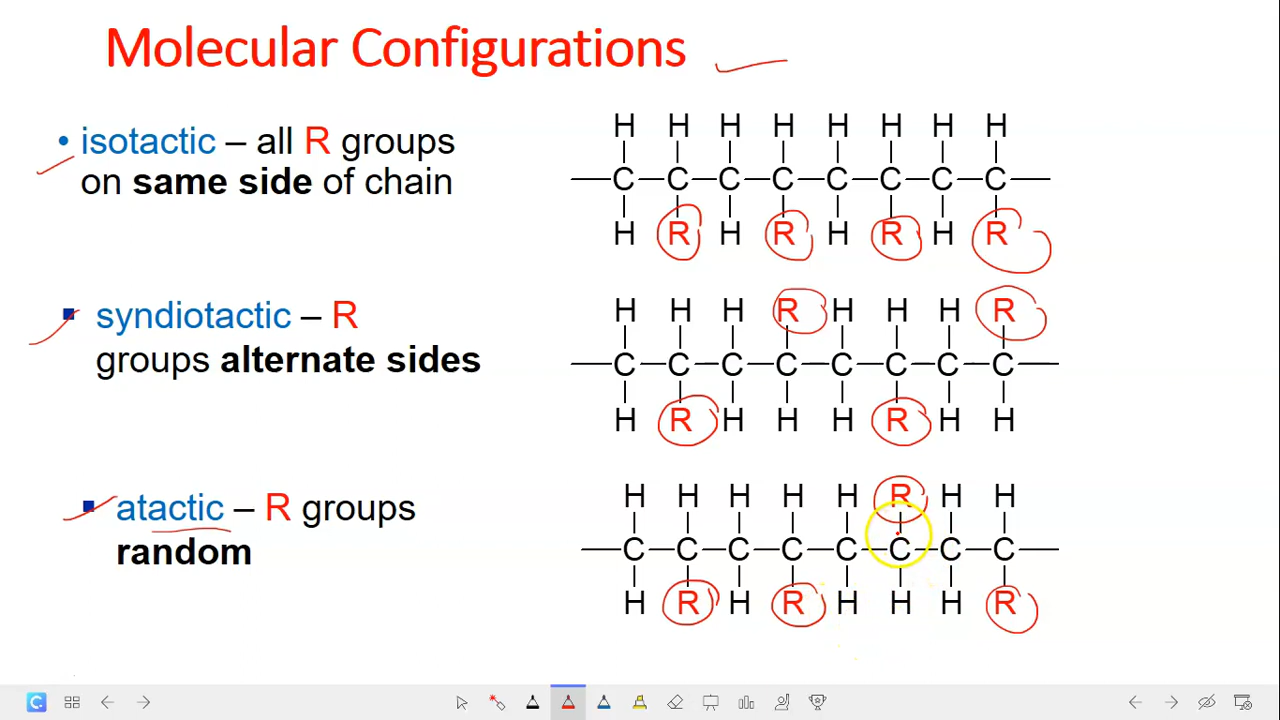 Molecular Configurations
• isotactic – all R groups
on same side of chain
H H H H H H H H
C C C C C C C C
H R H R H R H R
▪ syndiotactic – R
groups alternate sides
H H H R H H H R
C C C C C C C C
H R H H H R H H
▪ atactic – R groups
random
H H H H H R H H
C C C C C C C C
H R H R H H H R
C